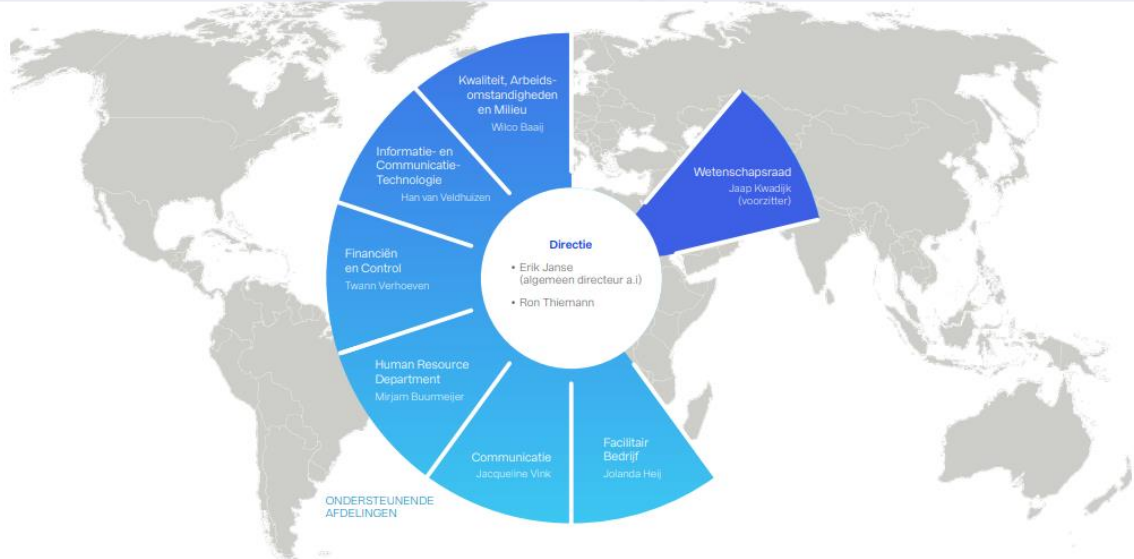 Kwaliteit, Arbeids-
omstandigheden
en Milieu
Wilco Baaij
Informatie- en
Communicatie-
Technologie
Han van Veldhuizen
Wetenschapsraad
Jaap Kwadijk
(voorzitter)
Directie
• Erik Janse
(algemeen directeur a.i)
• Ron Thiemann
Financiën
en Control
Twann Verhoeven
Human Resource
Department
Mirjam Buurmeijer
Communicatie
Jacqueline Vink
Facilitair
Bedrijf
Jolanda Heij
ONDERSTEUNENDE
AFDELINGEN